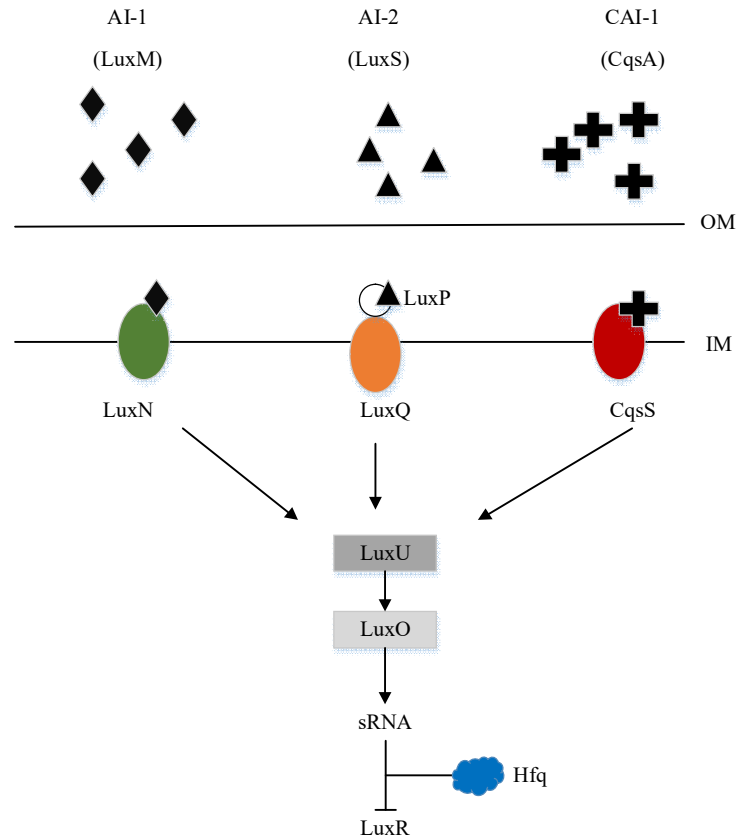 AI-1 AI-2 CAI-1
(LuxM) (LuxS) (CqsA)
OM
LuxP
IM
LuxN LuxQ CqsS
LuxU
LuxO
sRNA
Hfq
LuxR